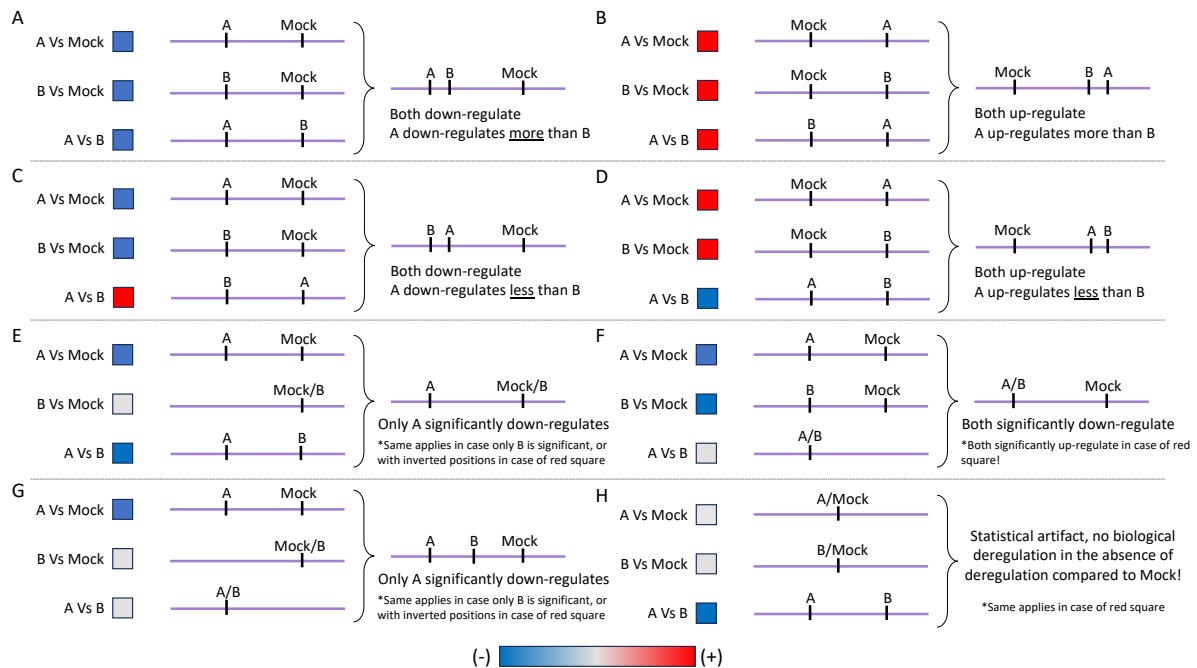 A
A Vs Mock
A Mock
B Vs Mock
B Mock
A Vs B
A B
A B Mock
Both down-regulate
A down-regulates more than B
B
A Vs Mock
Mock A
B Vs Mock
Mock B
A Vs B
B A
Mock B A
Both up-regulate
A up-regulates more than B
C
A Vs Mock
A Mock
B Vs Mock
B Mock
A Vs B
B A
B A Mock
Both down-regulate
A down-regulates less than B
D
A Vs Mock
Mock A
B Vs Mock
Mock B
A Vs B
A B
Mock A B
Both up-regulate
A up-regulates less than B
E
A Vs Mock
A Mock
B Vs Mock
Mock/B
A Vs B
A B
A Mock/B
Only A significantly down-regulates
*Same applies in case only B is significant, or
with inverted positions in case of red square
F
A Vs Mock
A Mock
B Vs Mock
B Mock
A Vs B
A/B
A/B Mock
Both significantly down-regulate
*Both significantly up-regulate in case of red
square!
G
A Vs Mock
A Mock
B Vs Mock
Mock/B
A Vs B
A/B
A B Mock
Only A significantly down-regulates
*Same applies in case only B is significant, or
with inverted positions in case of red square
H
A Vs Mock
A/Mock
B Vs Mock
B/Mock
A Vs B
A B
Statistical artifact, no biological
deregulation in the absence of
deregulation compared to Mock!
*Same applies in case of red square
(-) (+)